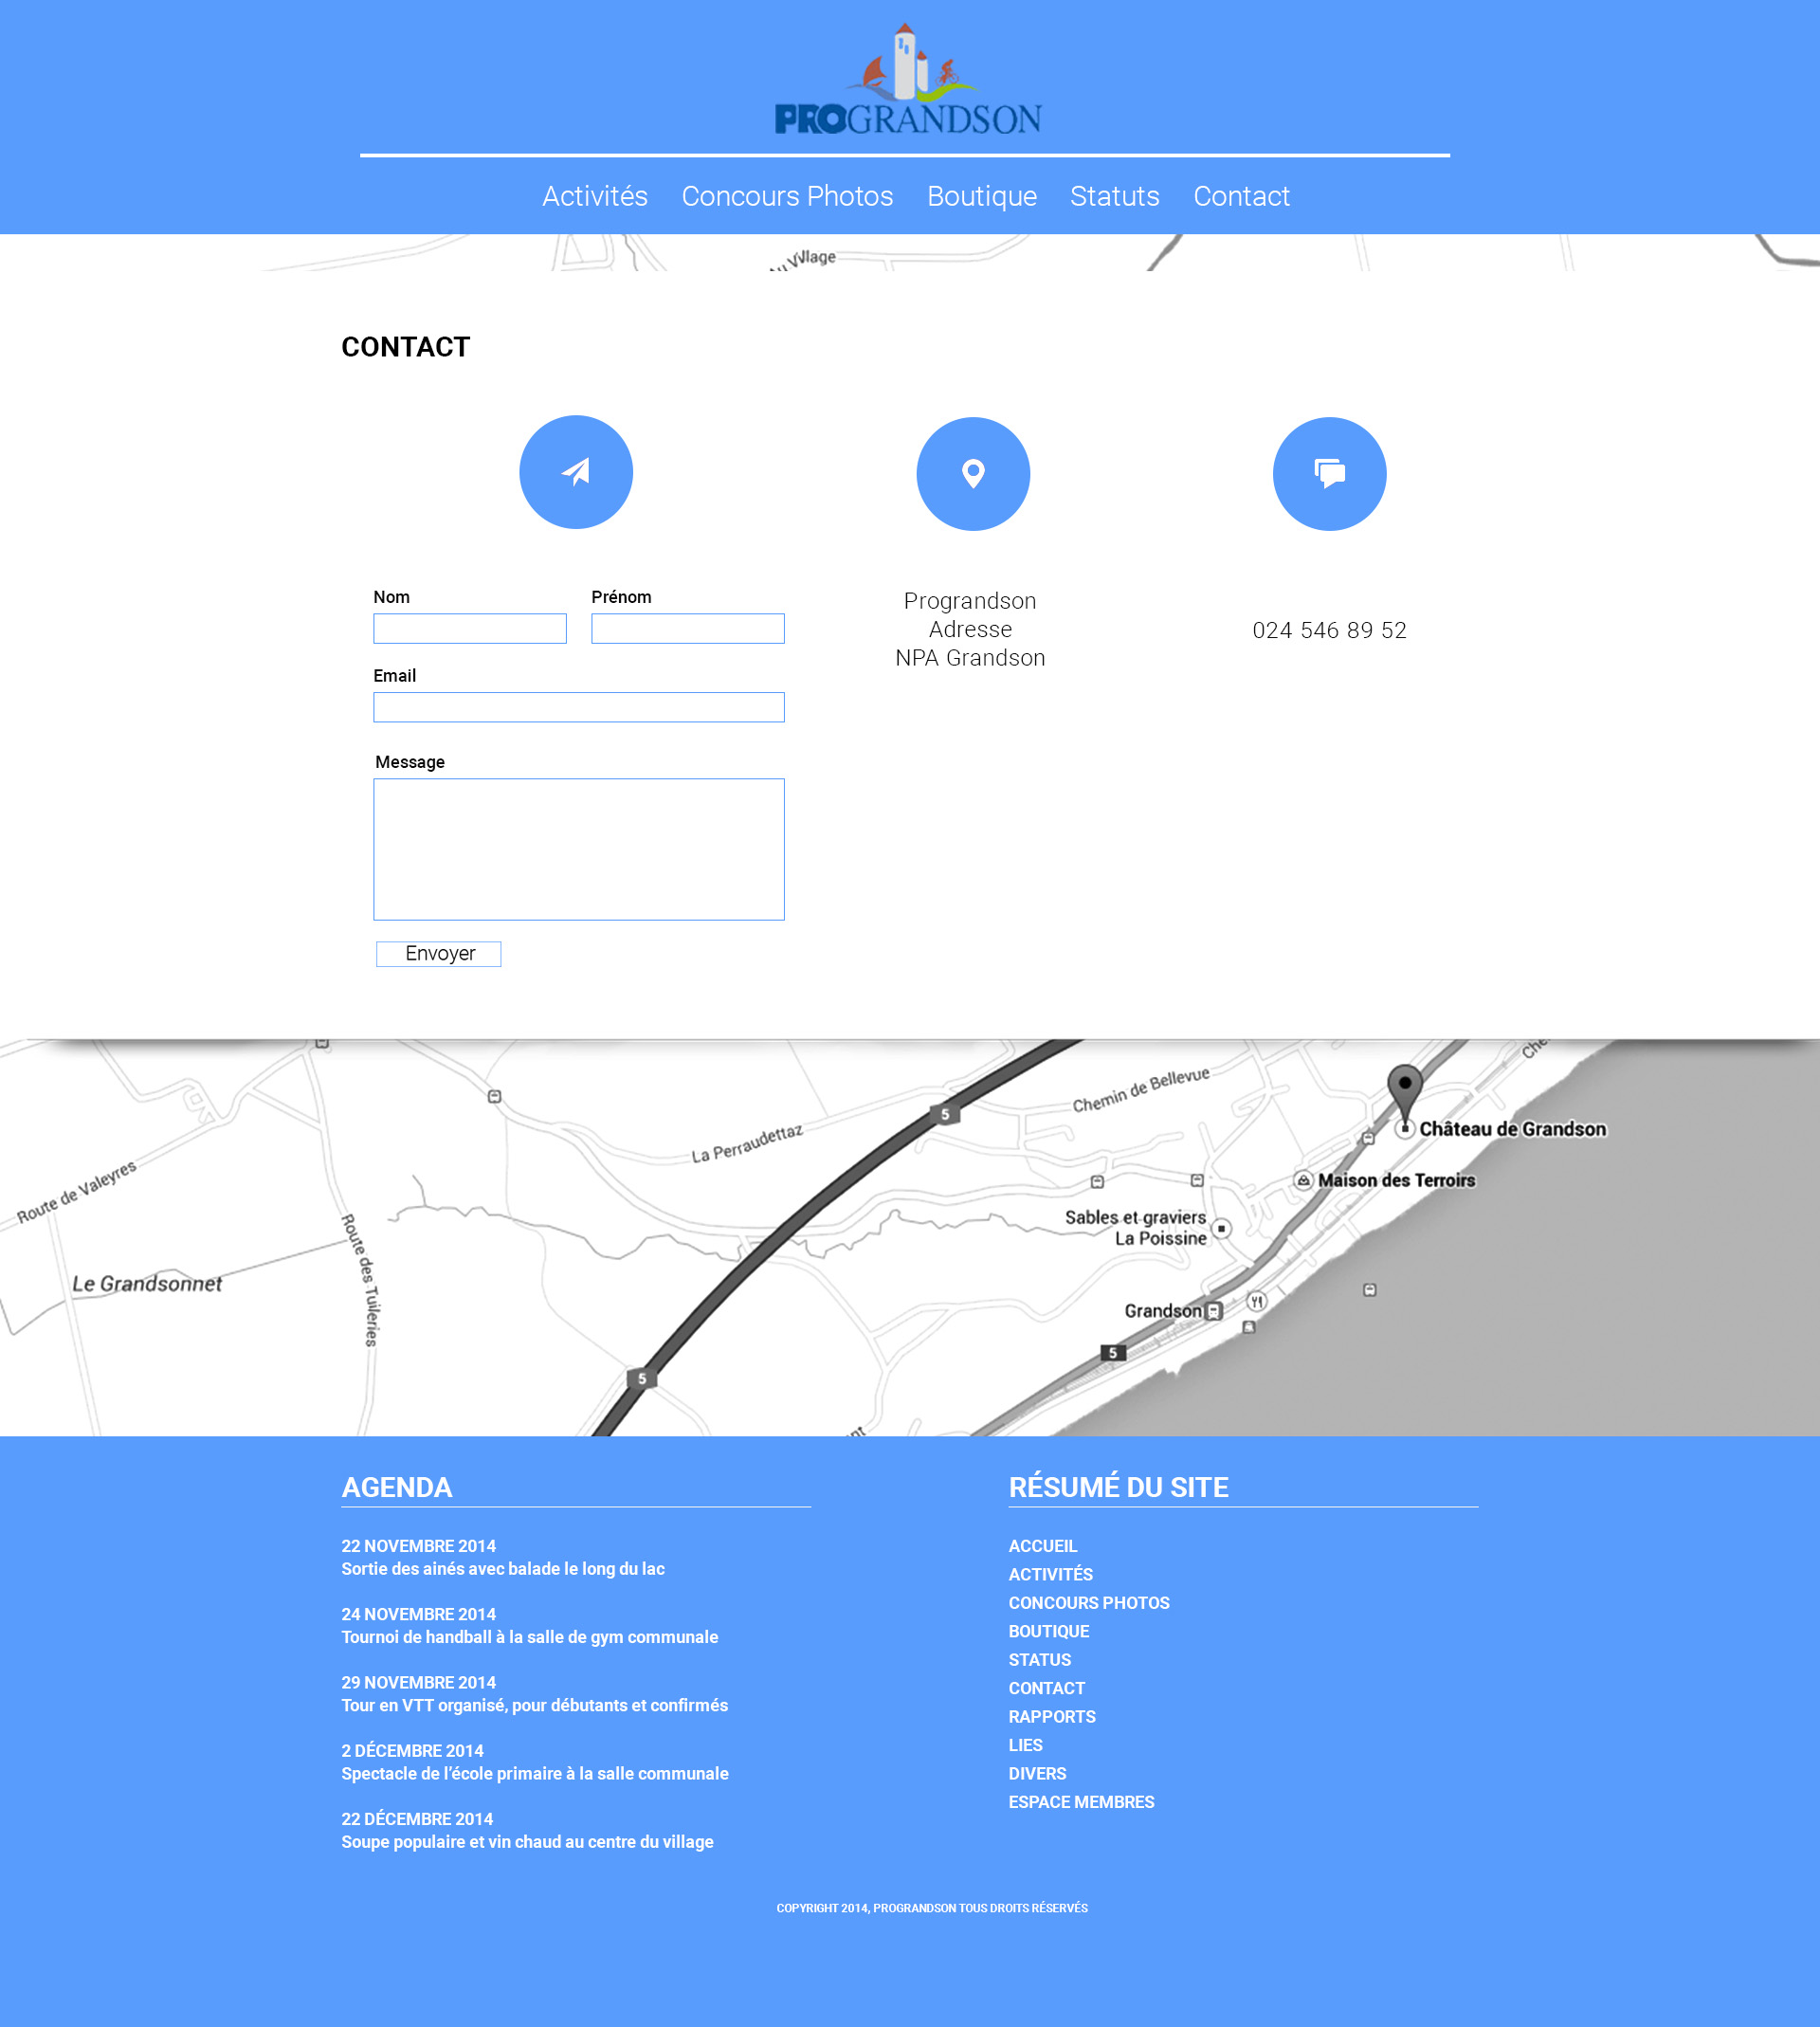 PROGRANDSON
Activités Concours Photos Boutique Statuts Contact
Village
CONTACT
Nom Prénom
Email
Message
Envoyer
Prograndson
Adresse
NPA Grandson
024 546 89 52
Chemin de Bellevue
5
La Perraudettaz
Château de Grandson
Route de Valeyres
Maison des Terroirs
Sables et graviers
La Poissine
Route des Tuileries
Le Grandsonnet
Grandson
5
5
AGENDA
22 NOVEMBRE 2014
Sortie des ainés avec balade le long du lac
24 NOVEMBRE 2014
Tournoi de handball à la salle de gym communale
29 NOVEMBRE 2014
Tour en VTT organisé, pour débutants et confirmés
2 DÉCEMBRE 2014
Spectacle de l'école primaire à la salle communale
22 DÉCEMBRE 2014
Soupe populaire et vin chaud au centre du village
RÉSUMÉ DU SITE
ACCUEIL
ACTIVITÉS
CONCOURS PHOTOS
BOUTIQUE
STATUS
CONTACT
RAPPORTS
LIES
DIVERS
ESPACE MEMBRES
COPYRIGHT 2014, PROGRANDSON TOUS DROITS RÉSERVÉS